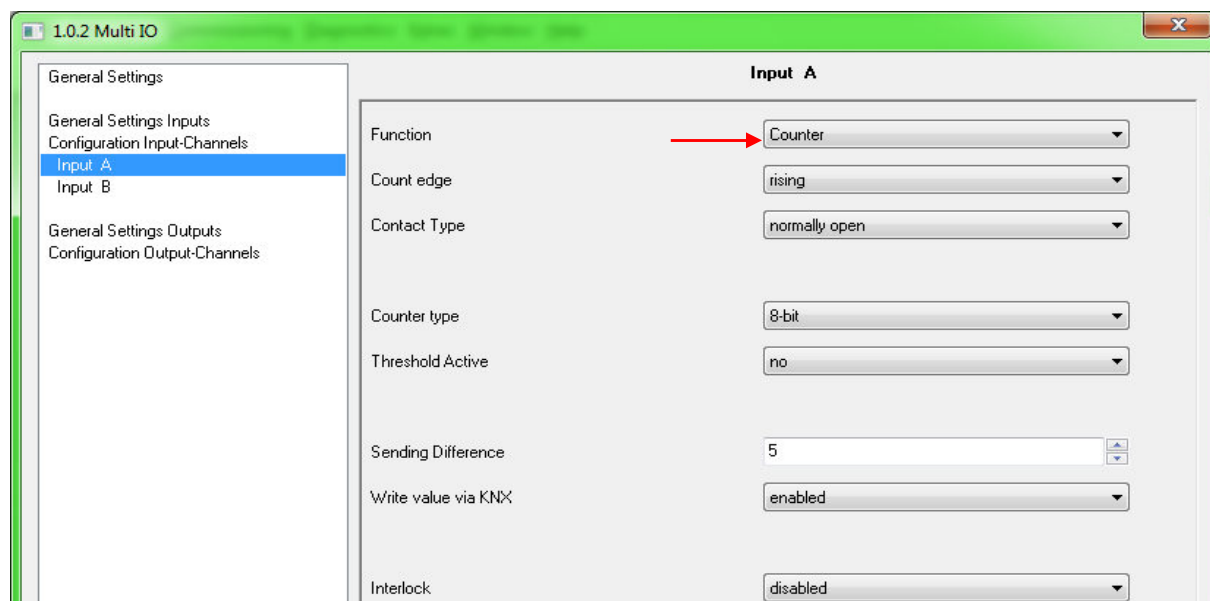 1.0.2 Multi IO
General Settings
General Settings Inputs
Configuration Input-Channels
Input A
Input B
General Settings Outputs
Configuration Output-Channels
Input A
Function Counter
Count edge rising
Contact Type normally open
Counter type 8-bit
Threshold Active no
Sending Difference 5
Write value via KNX enabled
Interlock disabled